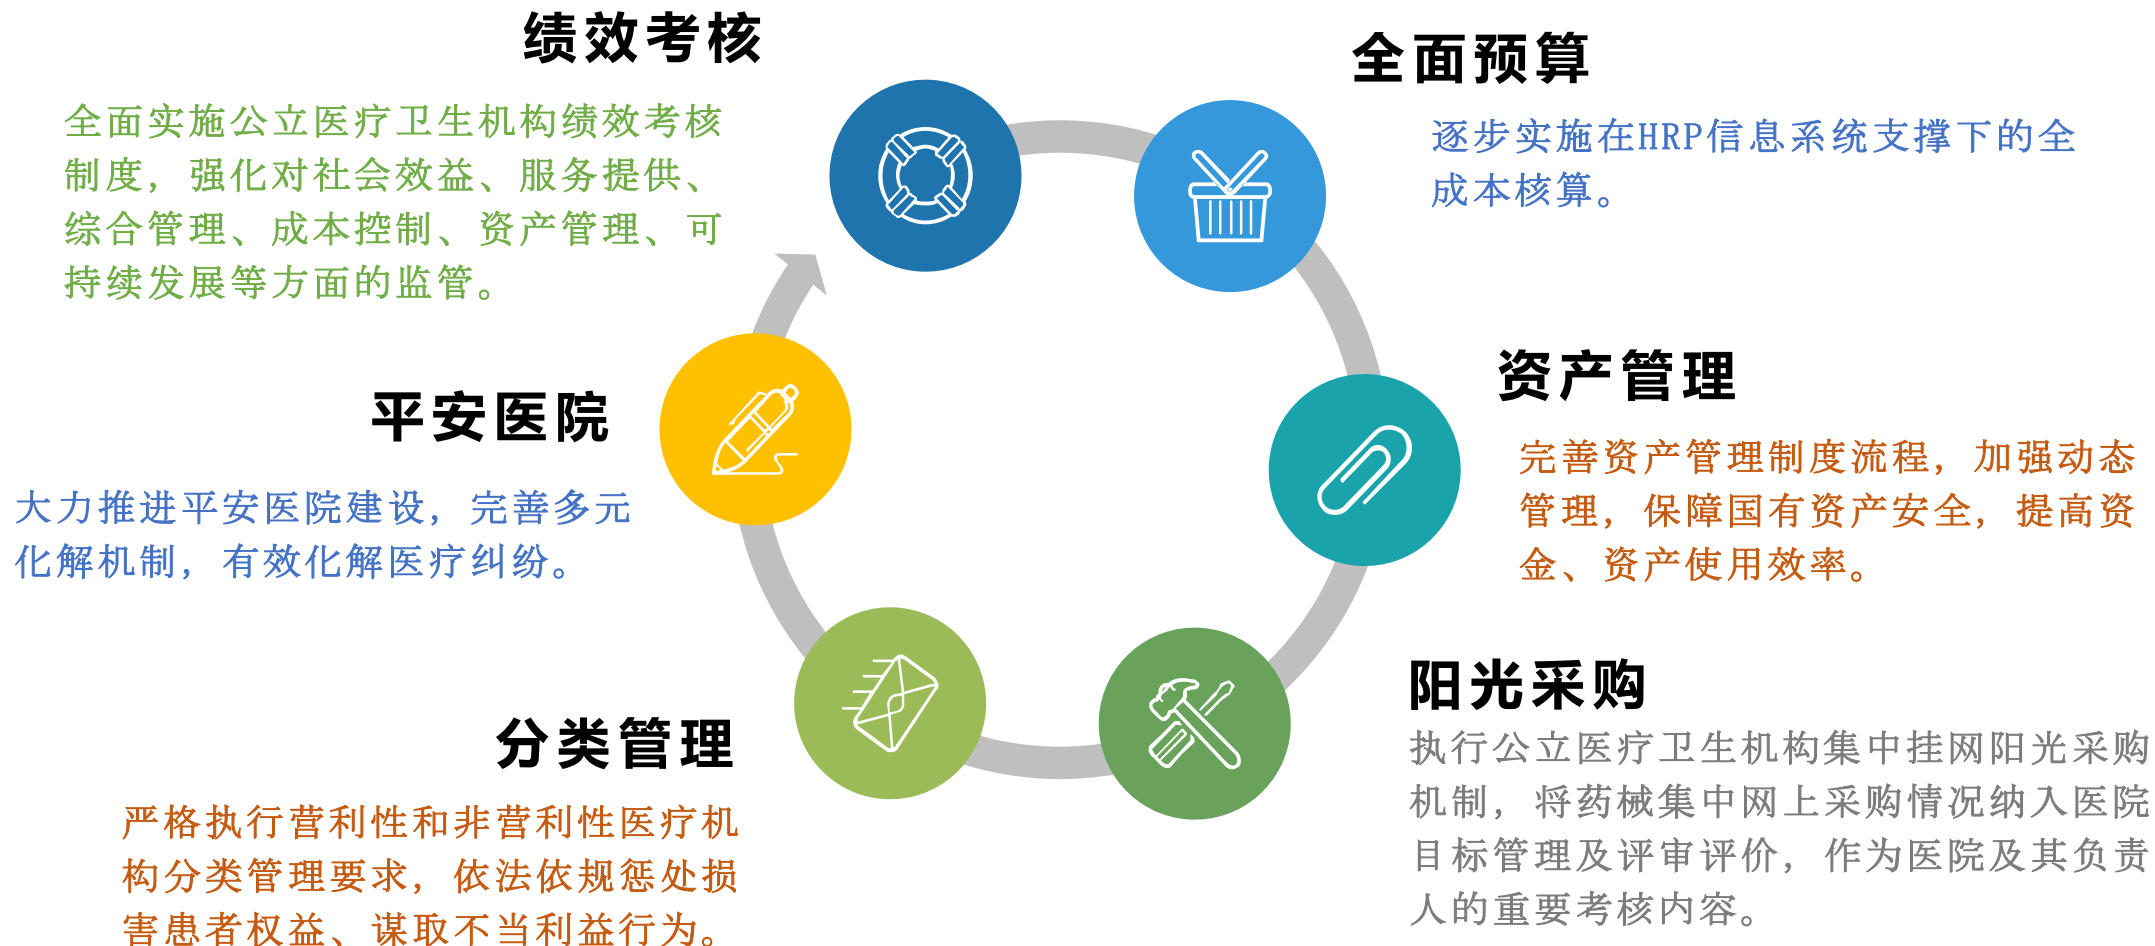 绩效考核
全面实施公立医疗卫生机构绩效考核
制度，强化对社会效益、服务提供、
综合管理、成本控制、资产管理、可
持续发展等方面的监管。
全面预算
逐步实施在HRP信息系统支撑下的全
成本核算。
资产管理
完善资产管理制度流程，加强动态
管理，保障国有资产安全，提高资
金、资产使用效率。
阳光采购
执行公立医疗卫生机构集中挂网阳光采购
机制，将药械集中网上采购情况纳入医院
目标管理及评审评价，作为医院及其负责
人的重要考核内容。
分类管理
严格执行营利性和非营利性医疗机
构分类管理要求，依法依规惩处损
害患者权益、谋取不当利益行为。
平安医院
大力推进平安医院建设，完善多元
化解机制，有效化解医疗纠纷。